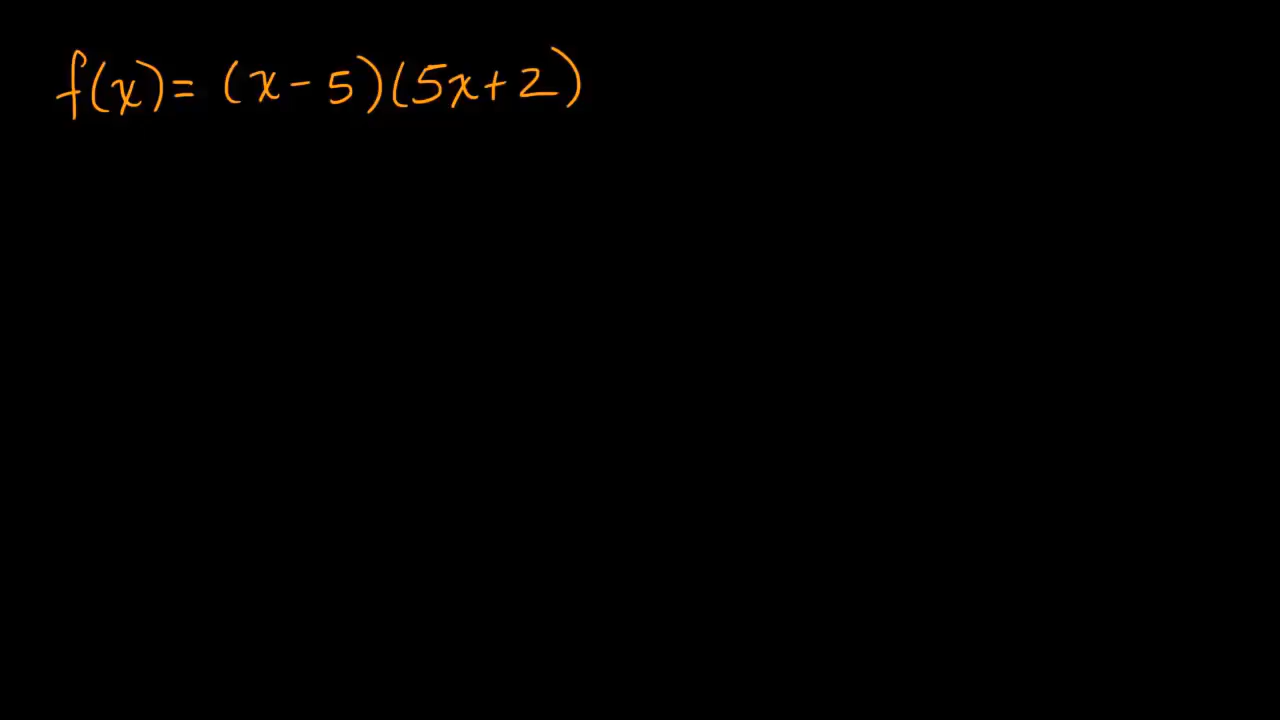 f(x) = (x - 5)(5x + 2)